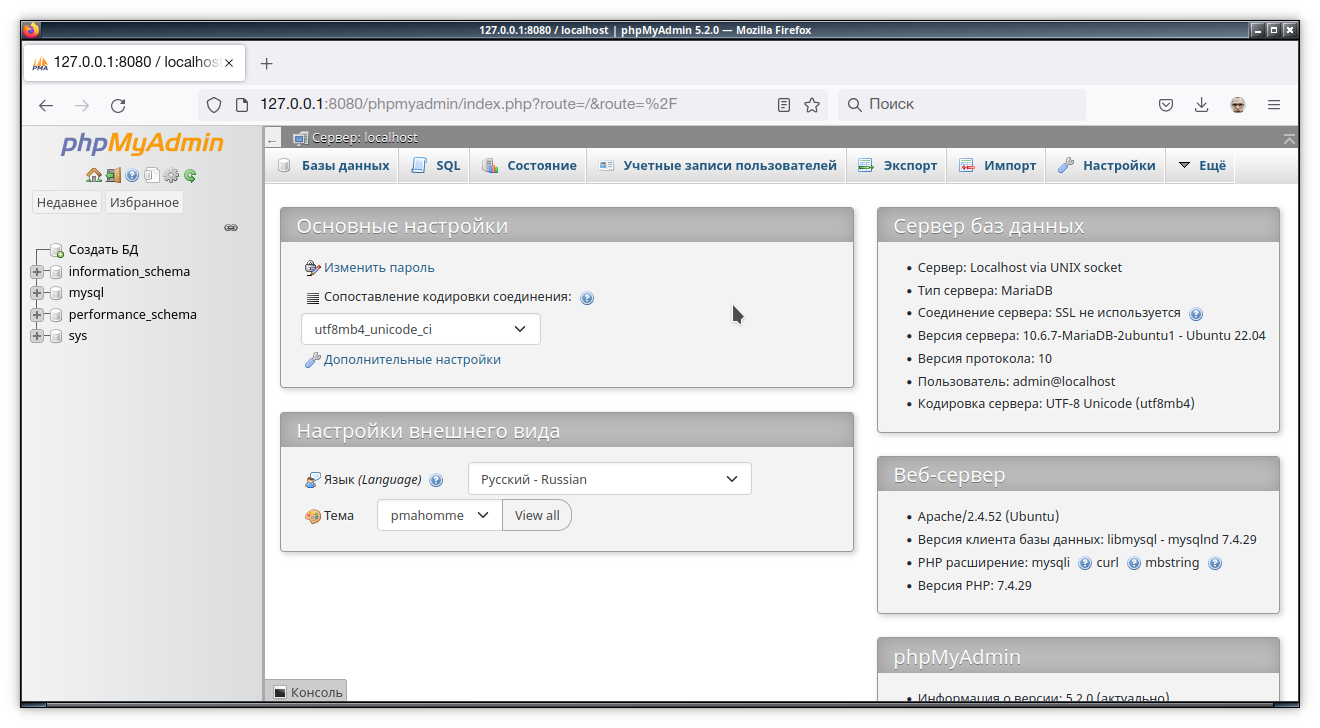 127.0.0.1:8080 / localhost | phpMyAdmin 5.2.0 — Mozilla Firefox
PMA 127.0.0.1:8080 / localhos
127.0.0.1:8080/phpmyadmin/index.php?route=/&route=%2F
Поиск
phpMyAdmin
Недавнее Избранное
Создать БД
information_schema
mysql
performance_schema
sys
Сервер: localhost
Базы данных SQL Состояние Учетные записи пользователей Экспорт Импорт Настройки Ещё
Основные настройки
Изменить пароль
Сопоставление кодировки соединения:
utf8mb4_unicode_ci
Дополнительные настройки
Настройки внешнего вида
Язык (Language) Русский - Russian
Тема pmahomme View all
Сервер баз данных
• Сервер: Localhost via UNIX socket
• Тип сервера: MariaDB
• Соединение сервера: SSL не используется
• Версия сервера: 10.6.7-MariaDB-2ubuntu1 - Ubuntu 22.04
• Версия протокола: 10
• Пользователь: admin@localhost
• Кодировка сервера: UTF-8 Unicode (utf8mb4)
Веб-сервер
• Apache/2.4.52 (Ubuntu)
• Версия клиента базы данных: libmysql - mysqlnd 7.4.29
• PHP расширение: mysqli curl mbstring
• Версия PHP: 7.4.29
phpMyAdmin
• Информация о версии: 5.2.0 (актуально)
Консоль